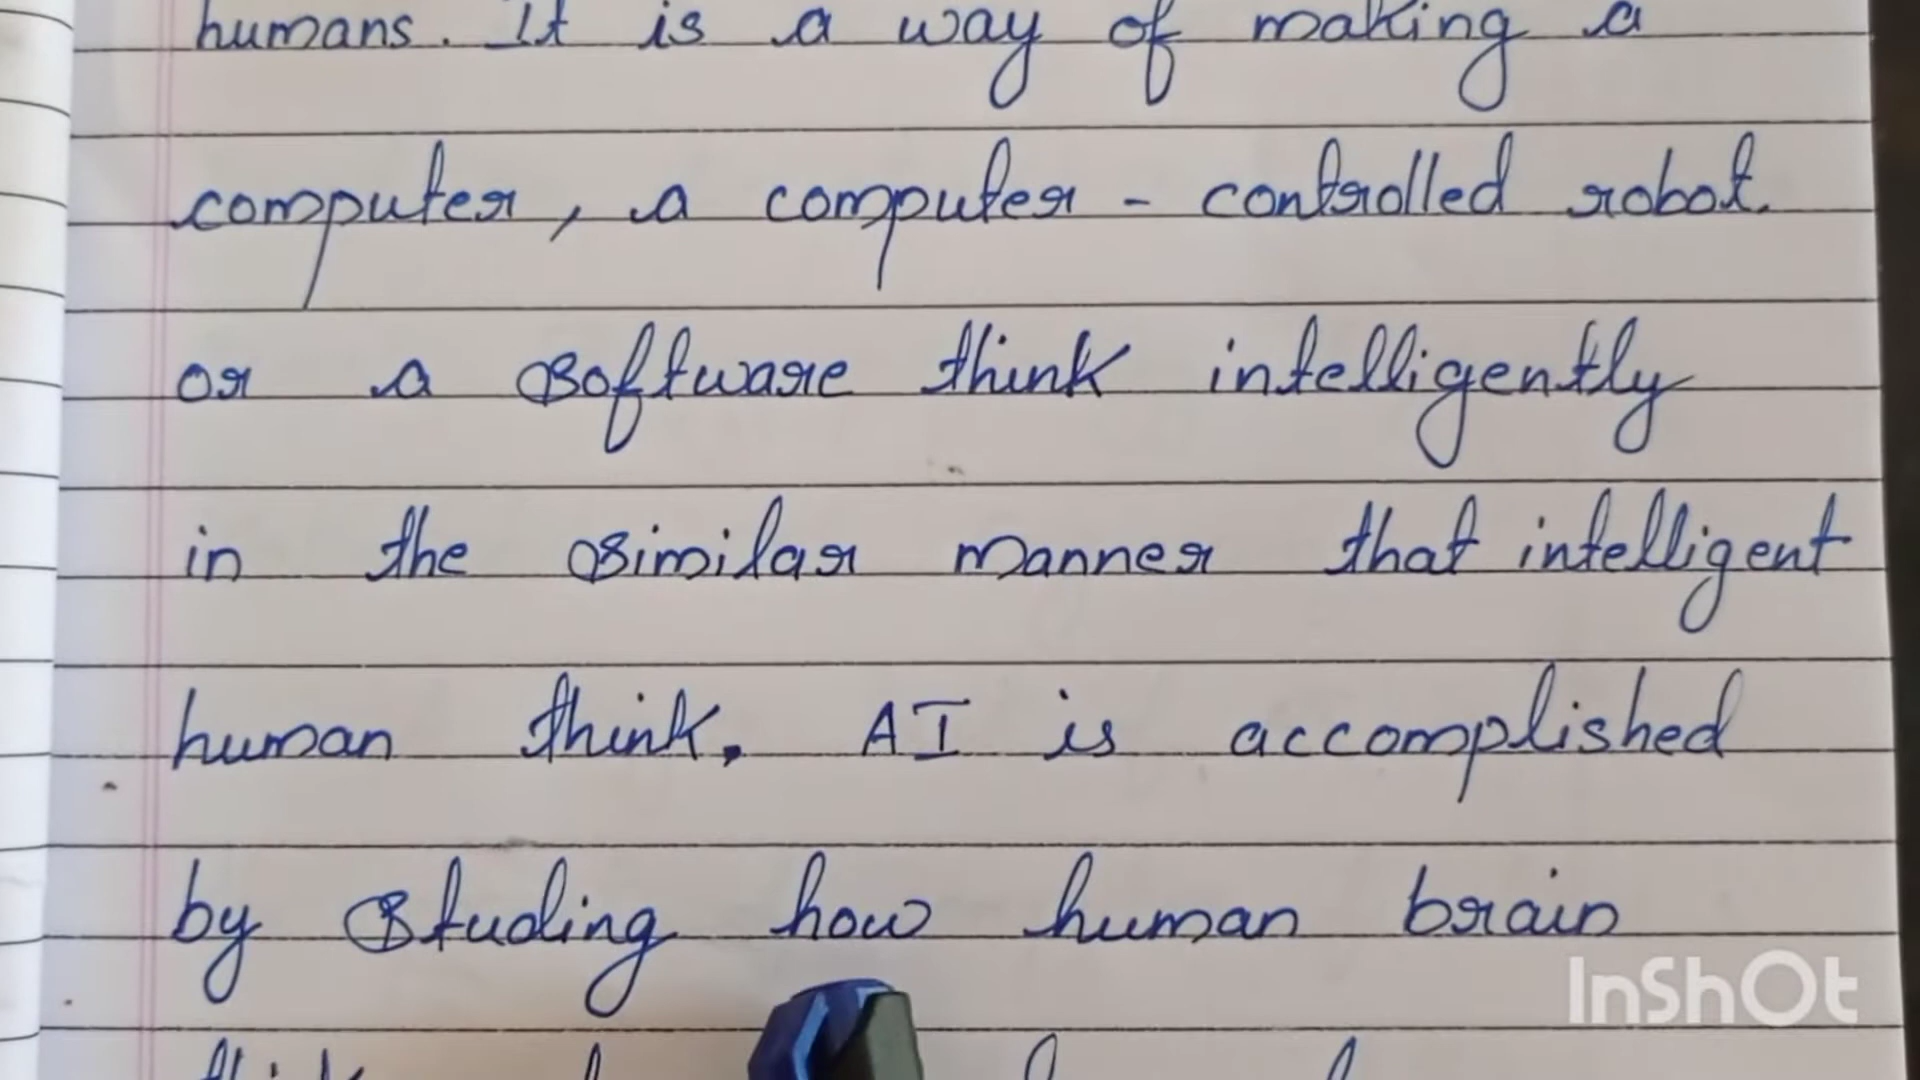 humans. It is a way of making a
computer, a computer - controlled robot.
or a software think intelligently
in the similar manner that intelligent
human think. AI is accomplished
by studing how human brain
InShOt